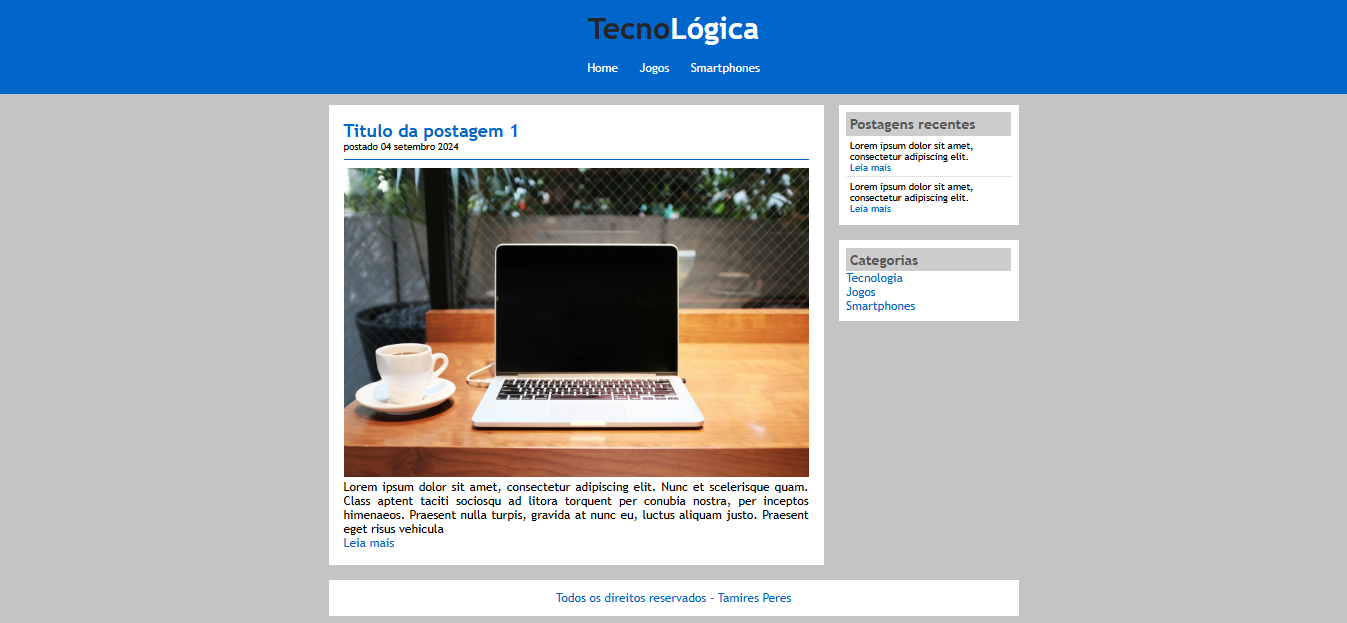 TecnoLógica
Home Jogos Smartphones
Titulo da postagem 1
postado 04 setembro 2024
Lorem ipsum dolor sit amet, consectetur adipiscing elit. Nunc et scelerisque quam.
Class aptent taciti sociosqu ad litora torquent per conubia nostra, per inceptos
himenaeos. Praesent nulla turpis, gravida at nunc eu, luctus aliquam justo. Praesent
eget risus vehicula
Leia mais
Postagens recentes
Lorem ipsum dolor sit amet,
consectetur adipiscing elit.
Leia mais
Lorem ipsum dolor sit amet,
consectetur adipiscing elit.
Leia mais
Categorias
Tecnologia
Jogos
Smartphones
Todos os direitos reservados - Tamires Peres